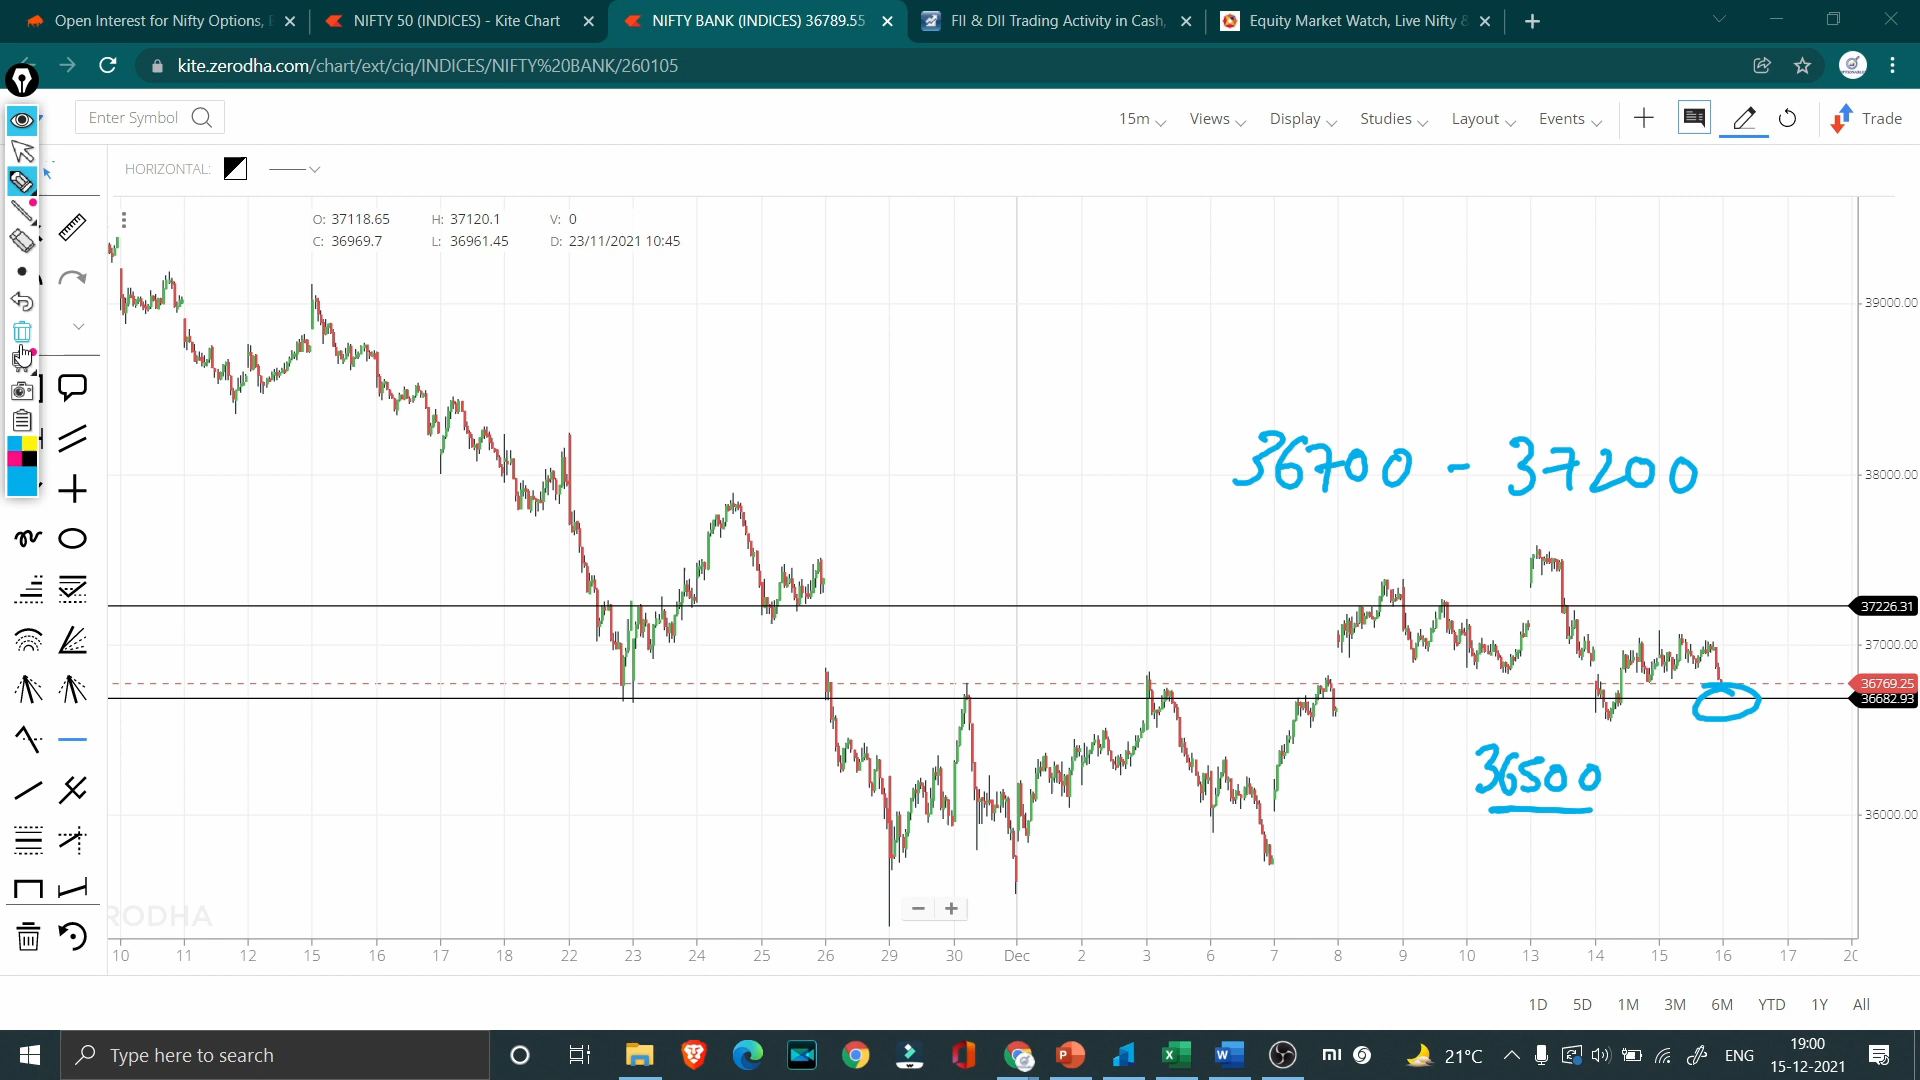 Open Interest for Nifty Options, E
NIFTY 50 (INDICES) - Kite Chart
NIFTY BANK (INDICES) 36789.55
FII & DII Trading Activity in Cash,
Equity Market Watch, Live Nifty &
kite.zerodha.com/chart/ext/ciq/INDICES/NIFTY%20BANK/260105
Enter Symbol
15m Views Display Studies Layout Events Trade
HORIZONTAL:
O: 37118.65 H: 37120.1 V: 0
C: 36969.7 L: 36961.45 D: 23/11/2021 10:45
39000.00
36700 - 37200
38000.00
37226.31
37000.00
36769.25
36682.93
36500
36000.00
RODHA
10 11 12 15 16 17 18 22 23 24 25 26 29 30 Dec 2 3 6 7 8 9 10 13 14 15 16 17 20
1D 5D 1M 3M 6M YTD 1Y All
Type here to search
mi
21°C
ENG
19:00
15-12-2021